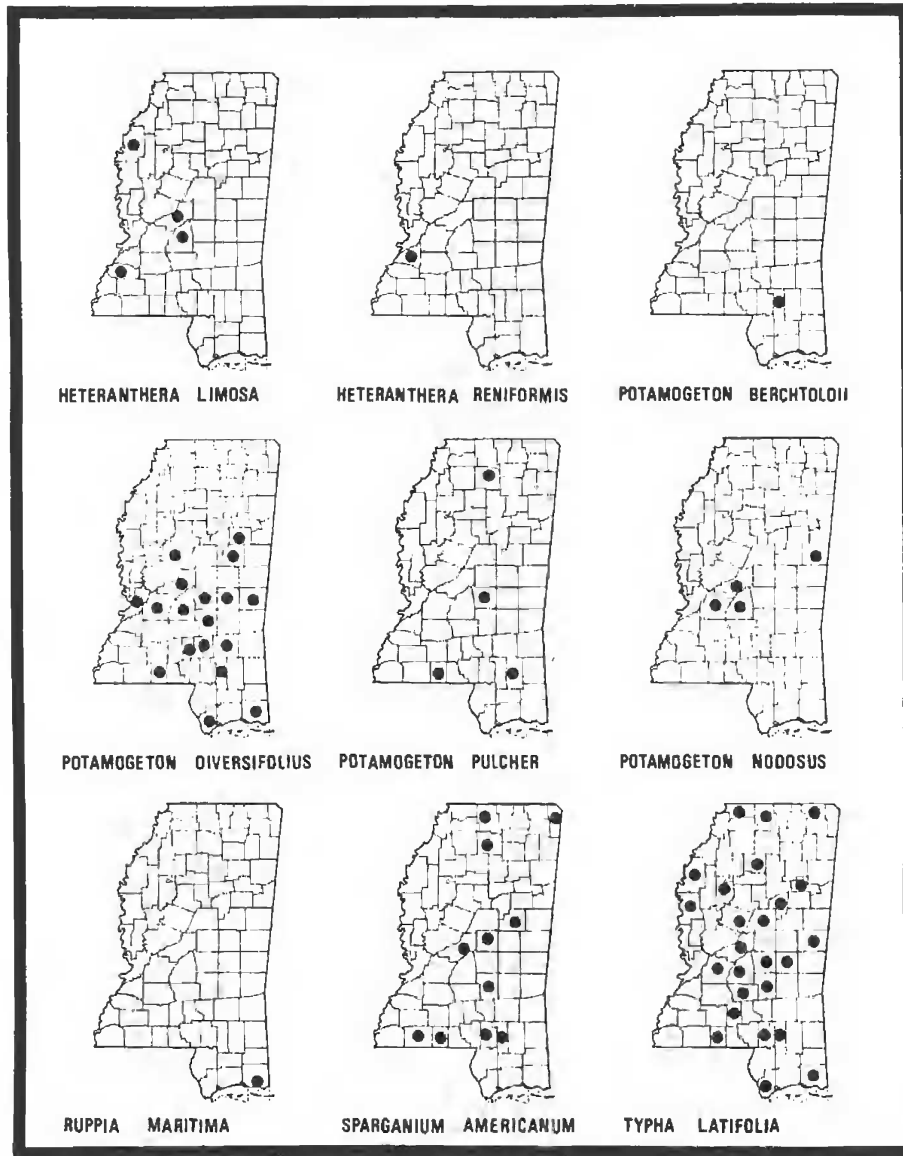 HETERANTHERA LIMOSA
HETERANTHERA RENIFORMIS
POTAMOGETON BERCHTOLDII
POTAMOGETON DIVERSIFOLIUS
POTAMOGETON PULCHER
POTAMOGETON NODOSUS
RUPPIA MARITIMA
SPARGANIUM AMERICANUM
TYPHA LATIFOLIA